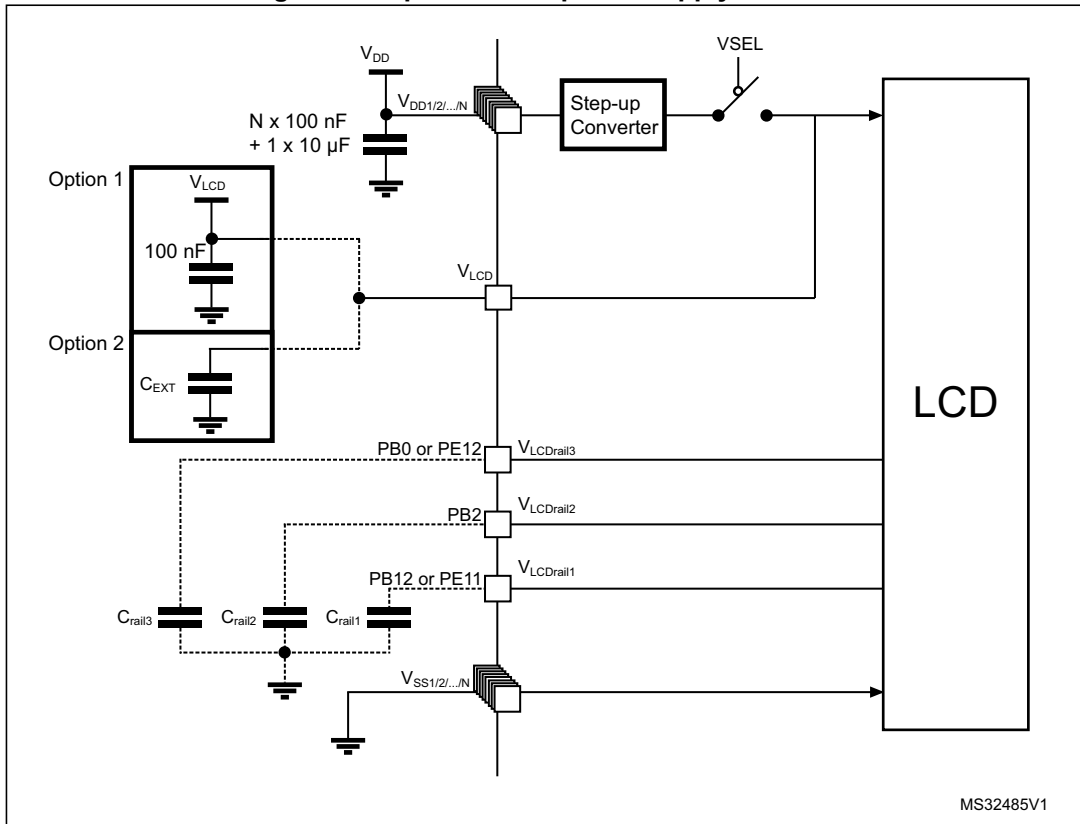 VSEL
VDD
VDD1/2/.../N
Step-up
Converter
N x 100 nF
+ 1 x 10 µF
Option 1
VLCD
100 nF
VLCD
Option 2
CEXT
LCD
PB0 or PE12
VLCDrail3
PB2
VLCDrail2
PB12 or PE11
VLCDrail1
Crail3
Crail2
Crail1
VSS1/2/.../N
MS32485V1